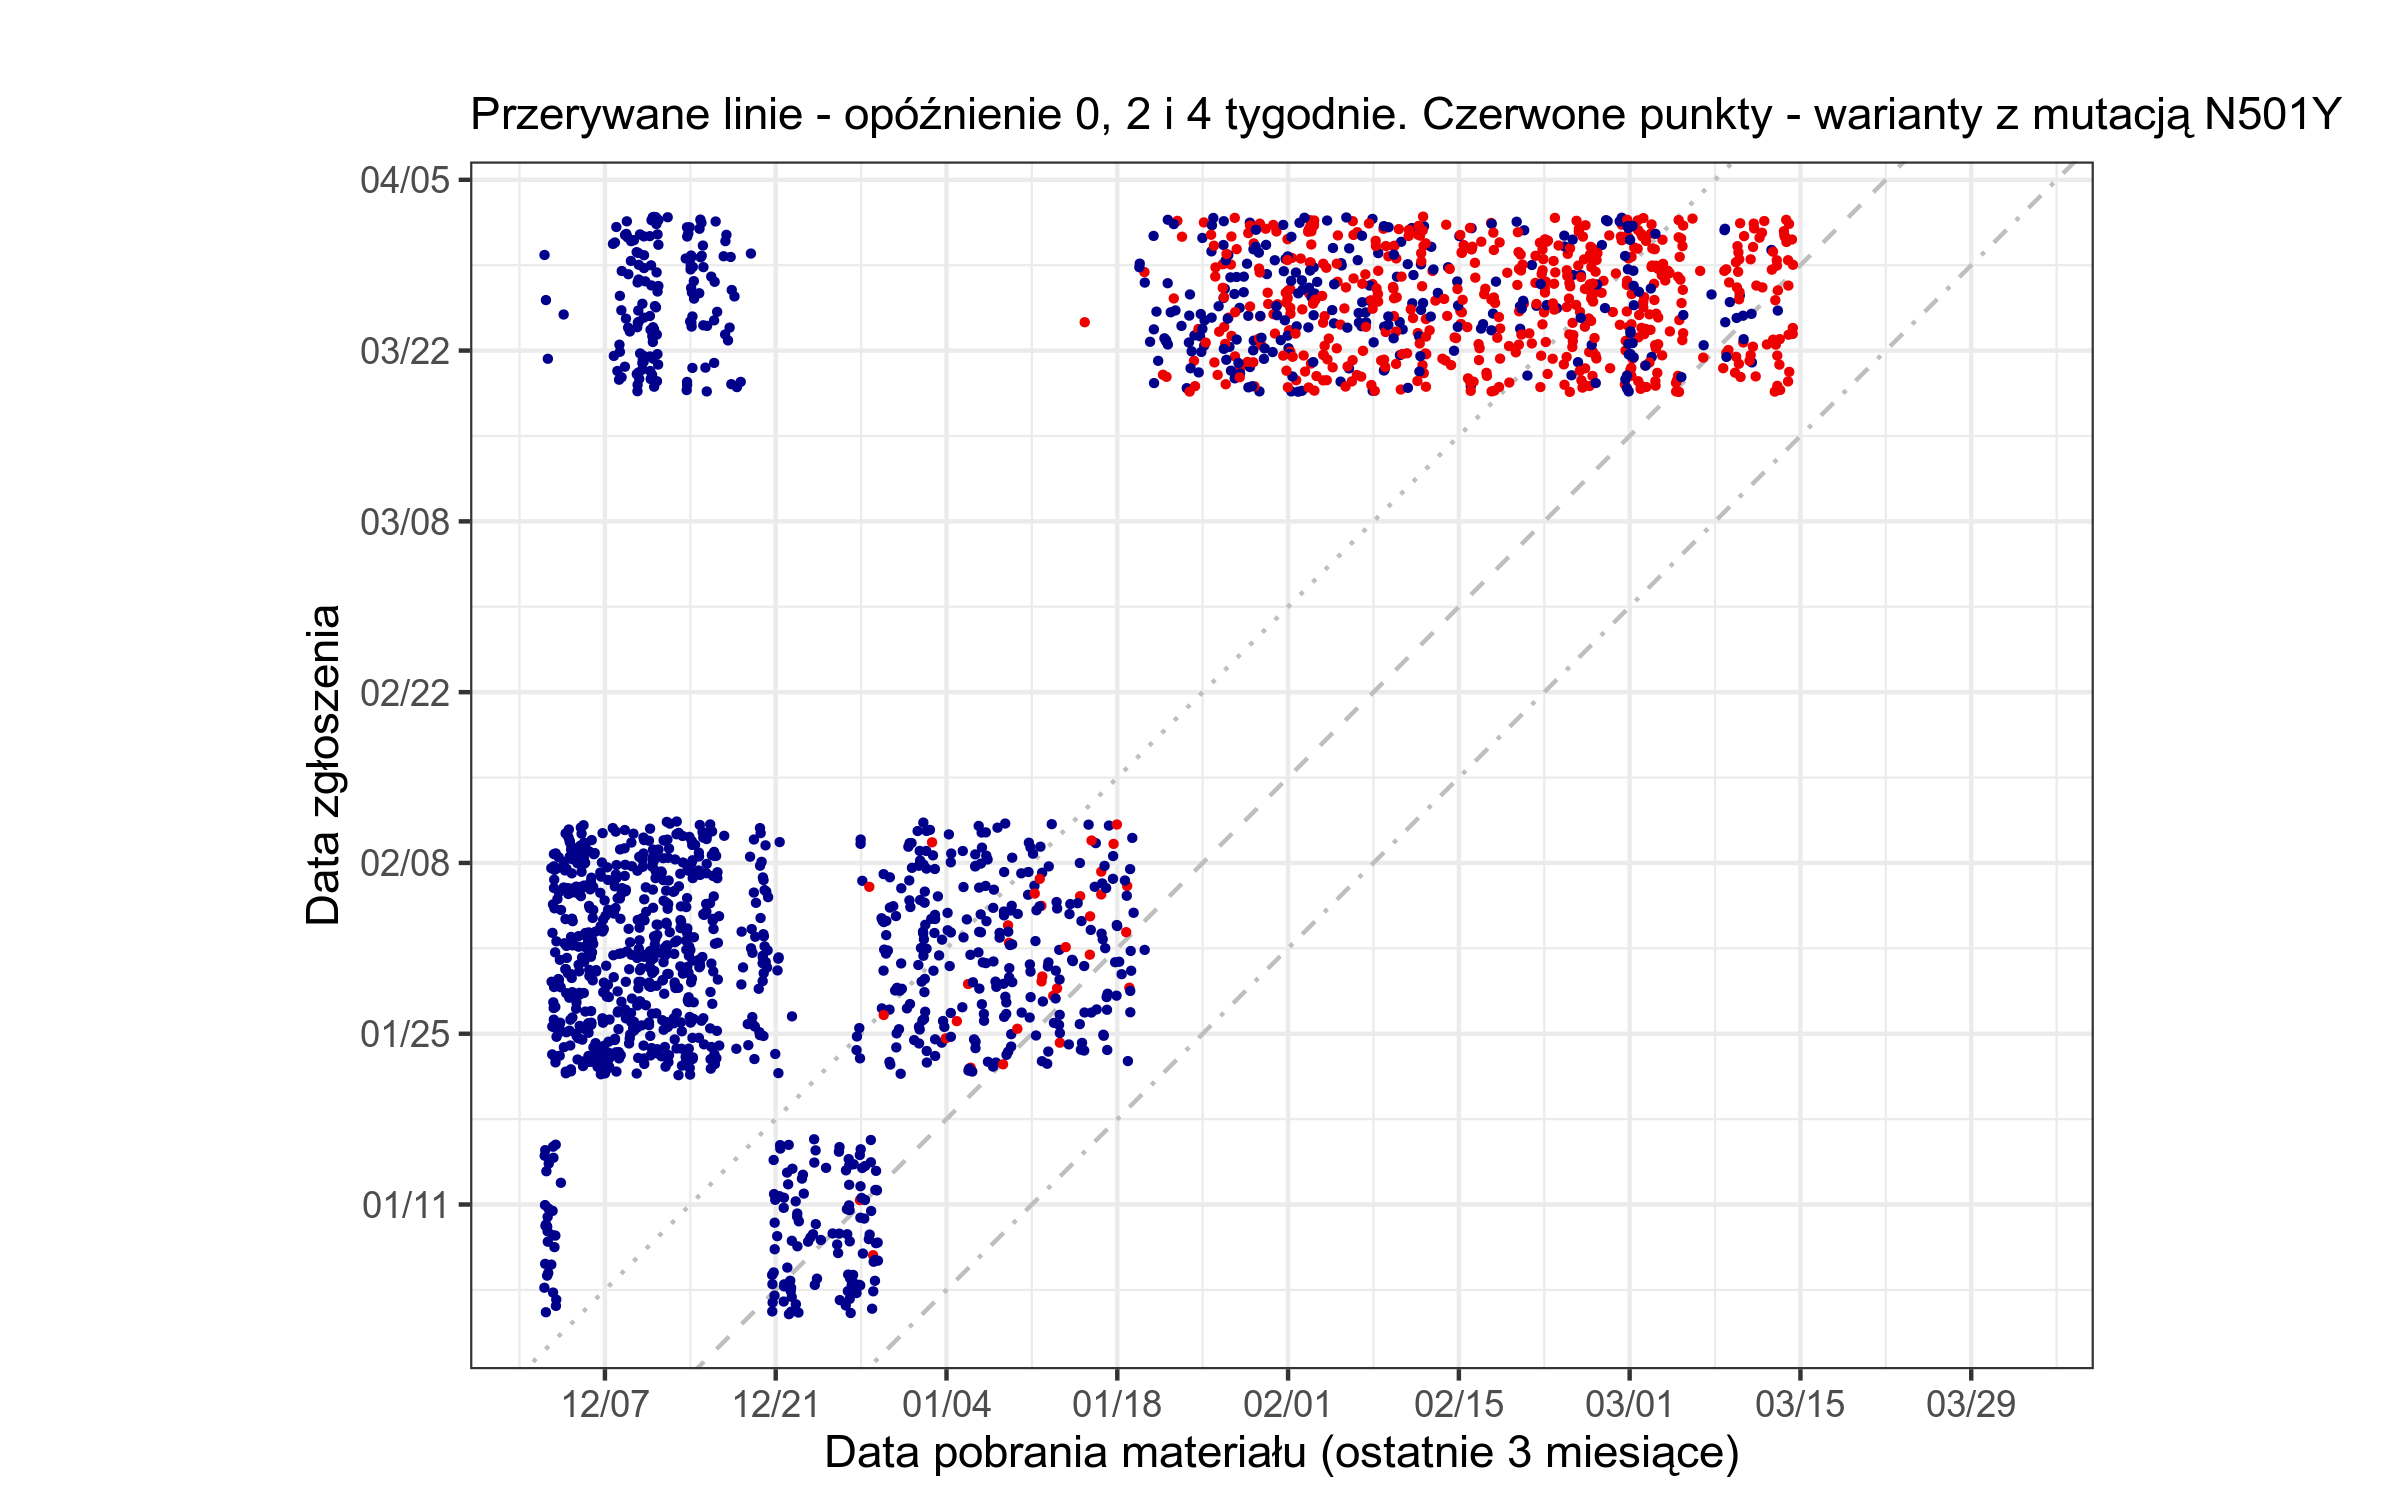 Przerywane linie - opóźnienie 0, 2 i 4 tygodnie. Czerwone punkty - warianty z mutacją N501Y
04/05
03/22
03/08
02/22
02/08
01/25
01/11
Data zgłoszenia
12/07 12/21 01/04 01/18 02/01 02/15 03/01 03/15 03/29
Data pobrania materiału (ostatnie 3 miesiące)